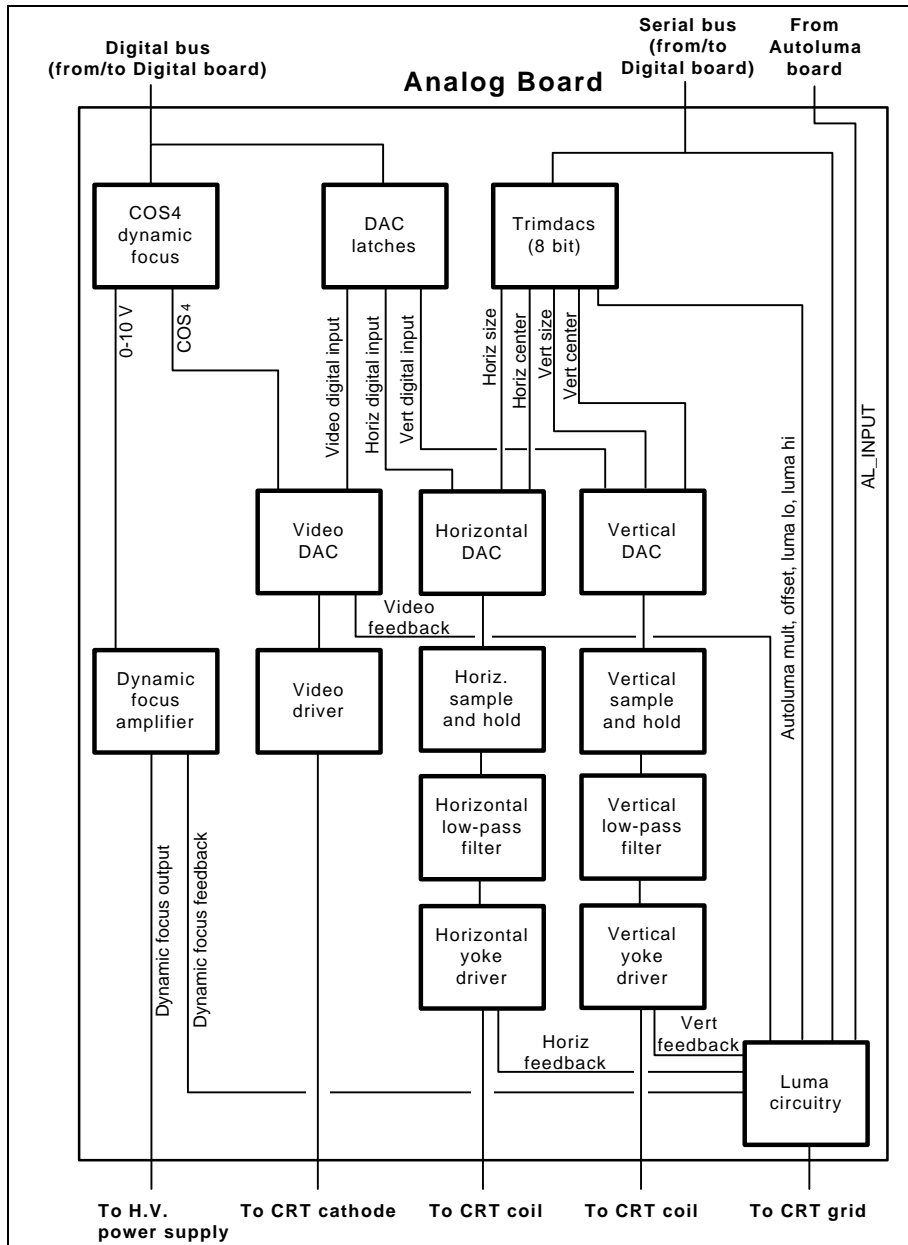 Digital bus
(from/to Digital board)
Serial bus
(from/to
Digital board)
From
Autoluma
board
Analog Board
COS4
dynamic
focus
DAC
latches
Trimdacs
(8 bit)
0-10 V
COS 4
Video digital input
Horiz digital input
Vert digital input
Horiz size
Horiz center
Vert size
Vert center
Autoluma mult, offset, luma lo, luma hi
AL_INPUT
Video
DAC
Horizontal
DAC
Vertical
DAC
Video
feedback
Dynamic
focus
amplifier
Video
driver
Horiz.
sample
and hold
Vertical
sample
and hold
Horizontal
low-pass
filter
Vertical
low-pass
filter
Dynamic focus output
Dynamic focus feedback
Horizontal
yoke
driver
Vertical
yoke
driver
Horiz
feedback
Vert
feedback
Luma
circuitry
To H.V.
power supply
To CRT cathode
To CRT coil
To CRT coil
To CRT grid